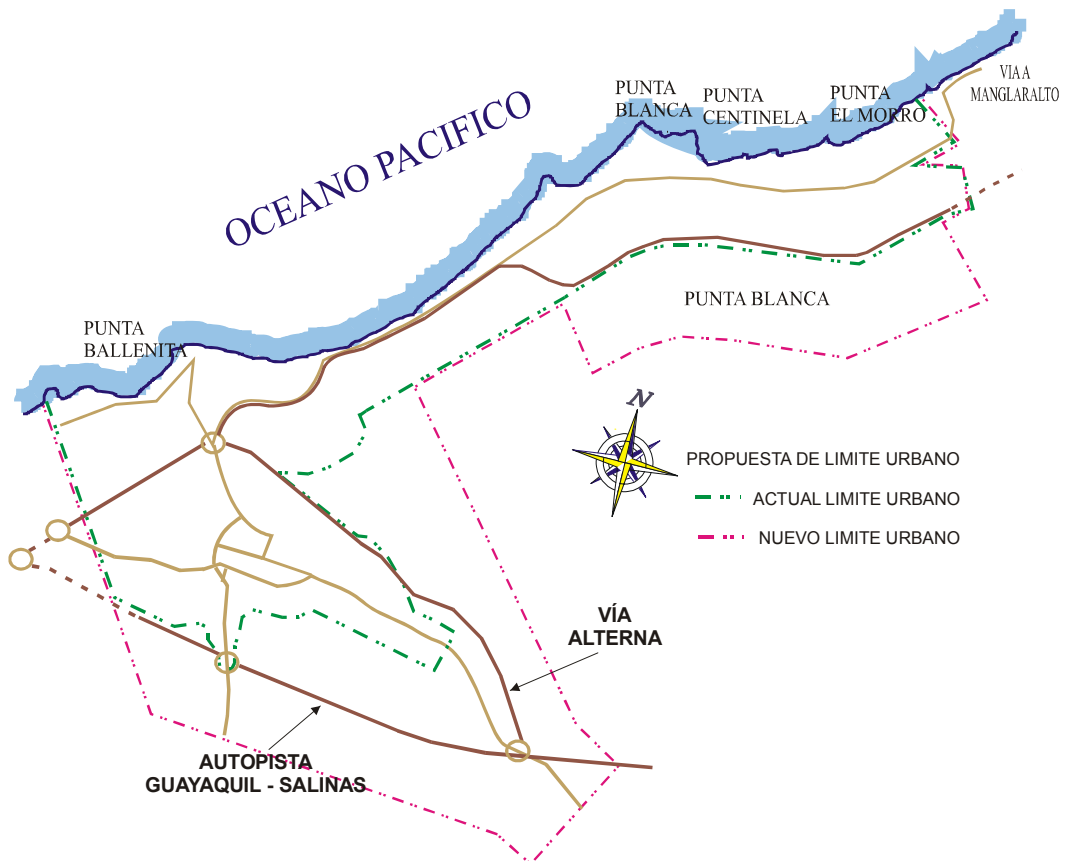 OCEANO PACIFICO
PUNTA
BLANCA
PUNTA
CENTINELA
PUNTA
EL MORRO
VIA A
MANGLARALTO
PUNTA
BALLENITA
PUNTA BLANCA
N
PROPUESTA DE LIMITE URBANO
ACTUAL LIMITE URBANO
NUEVO LIMITE URBANO
VÍA
ALTERNA
AUTOPISTA
GUAYAQUIL - SALINAS